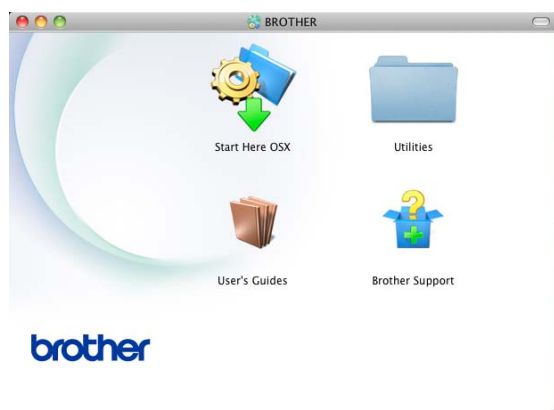 BROTHER
Start Here OSX
Utilities
User's Guides
Brother Support
brother